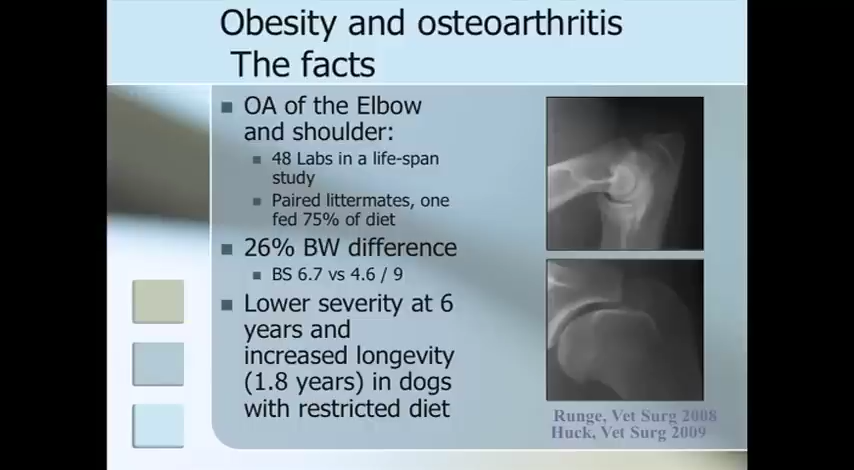 Obesity and osteoarthritis
The facts
OA of the Elbow
and shoulder:
48 Labs in a life-span
study
Paired littermates, one
fed 75% of diet
26% BW difference
BS 6.7 vs 4.6 / 9
Lower severity at 6
years and
increased longevity
(1.8 years) in dogs
with restricted diet
Runge, Vet Surg 2008
Huck, Vet Surg 2009